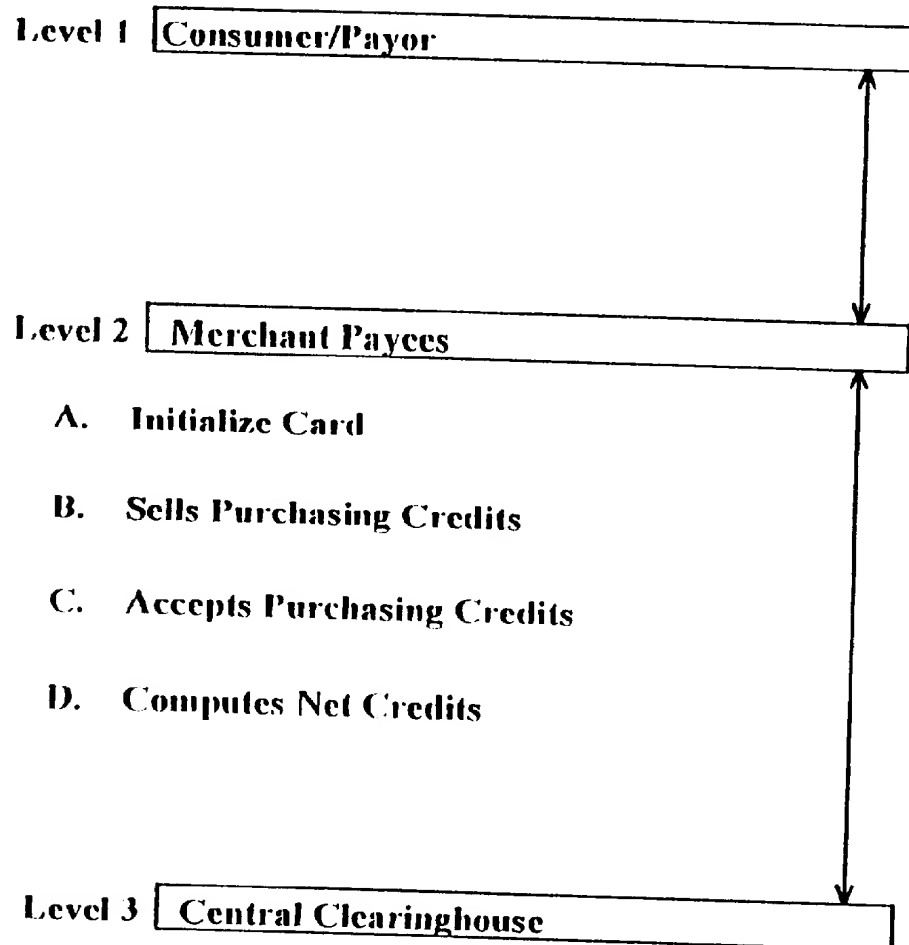 Level 1 Consumer/Payor
Level 2 Merchant Payees
A. Initialize Card
B. Sells Purchasing Credits
C. Accepts Purchasing Credits
D. Computes Net Credits
Level 3 Central Clearinghouse